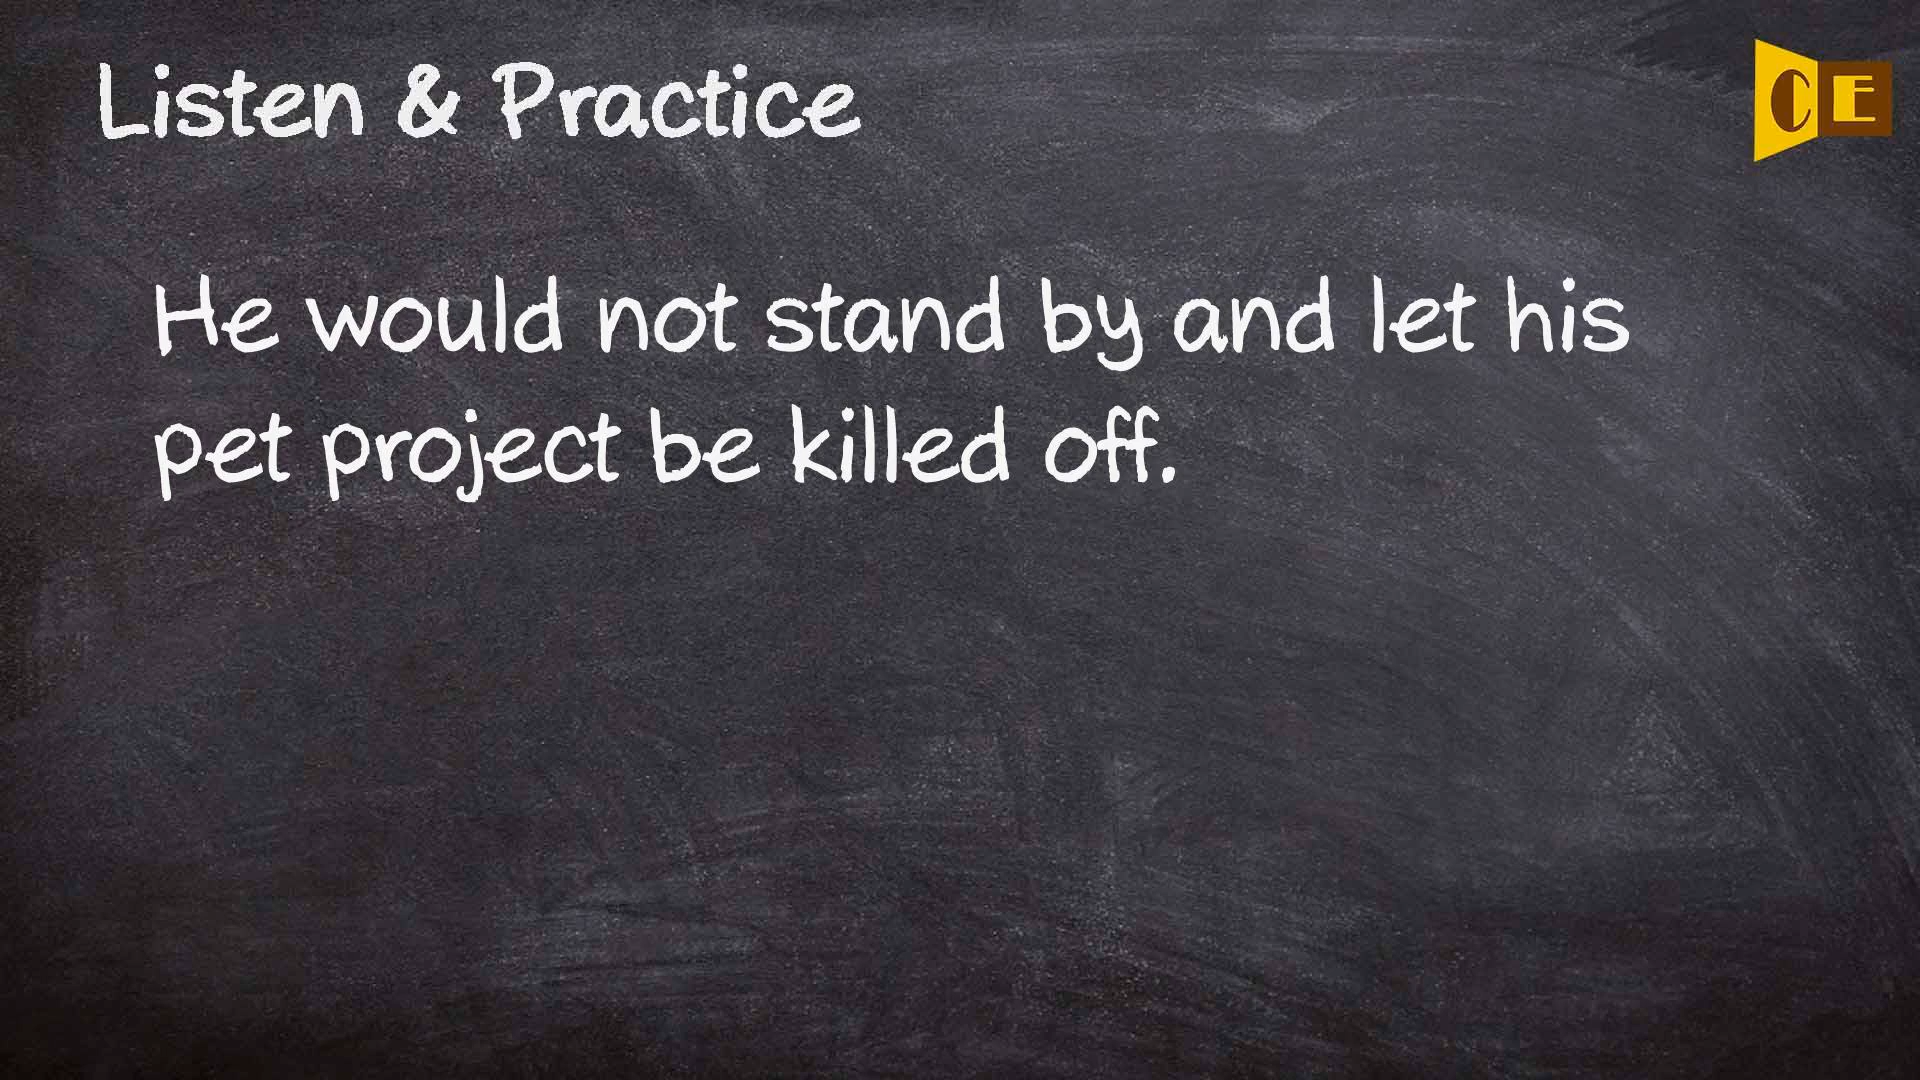 Listen & Practice
CE
He would not stand by and let his
pet project be killed off.